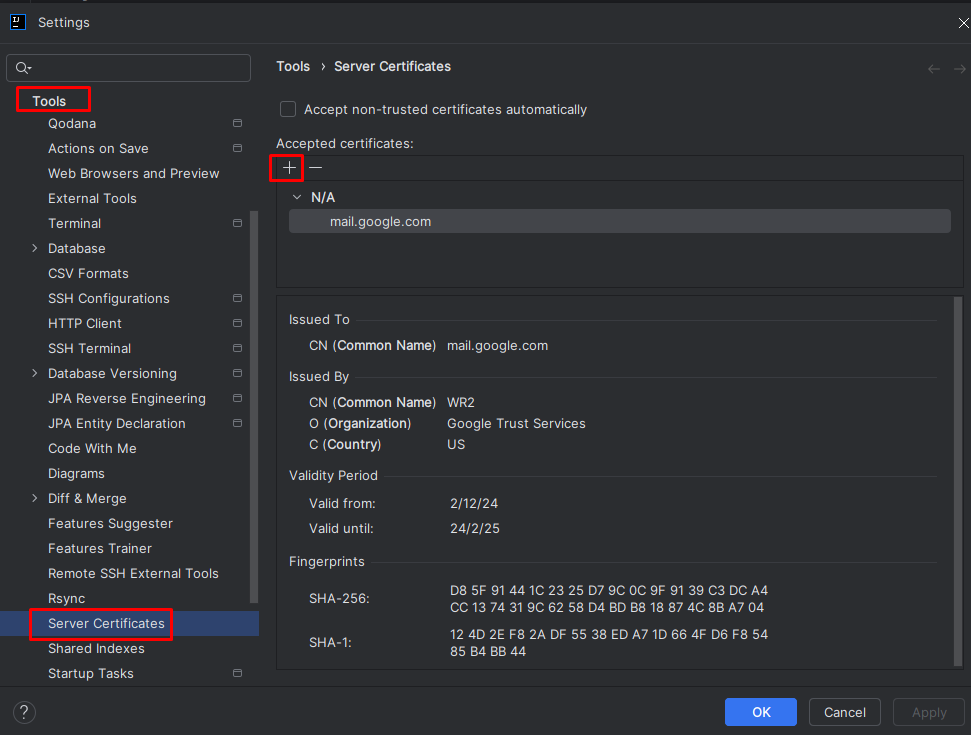 Settings
Tools
Qodana
Actions on Save
Web Browsers and Preview
External Tools
Terminal
Database
CSV Formats
SSH Configurations
HTTP Client
SSH Terminal
Database Versioning
JPA Reverse Engineering
JPA Entity Declaration
Code With Me
Diagrams
Diff & Merge
Features Suggester
Features Trainer
Remote SSH External Tools
Rsync
Server Certificates
Shared Indexes
Startup Tasks
Tools › Server Certificates
Accept non-trusted certificates automatically
Accepted certificates:
N/A
mail.google.com
Issued To
CN (Common Name) mail.google.com
Issued By
CN (Common Name) WR2
O (Organization) Google Trust Services
C (Country) US
Validity Period
Valid from: 2/12/24
Valid until: 24/2/25
Fingerprints
SHA-256: D8 5F 91 44 1C 23 25 D7 9C 0C 9F 91 39 C3 DC A4
CC 13 74 31 9C 62 58 D4 BD B8 18 87 4C 8B A7 04
SHA-1: 12 4D 2E F8 2A DF 55 38 ED A7 1D 66 4F D6 F8 54
85 B4 BB 44
?
OK Cancel Apply